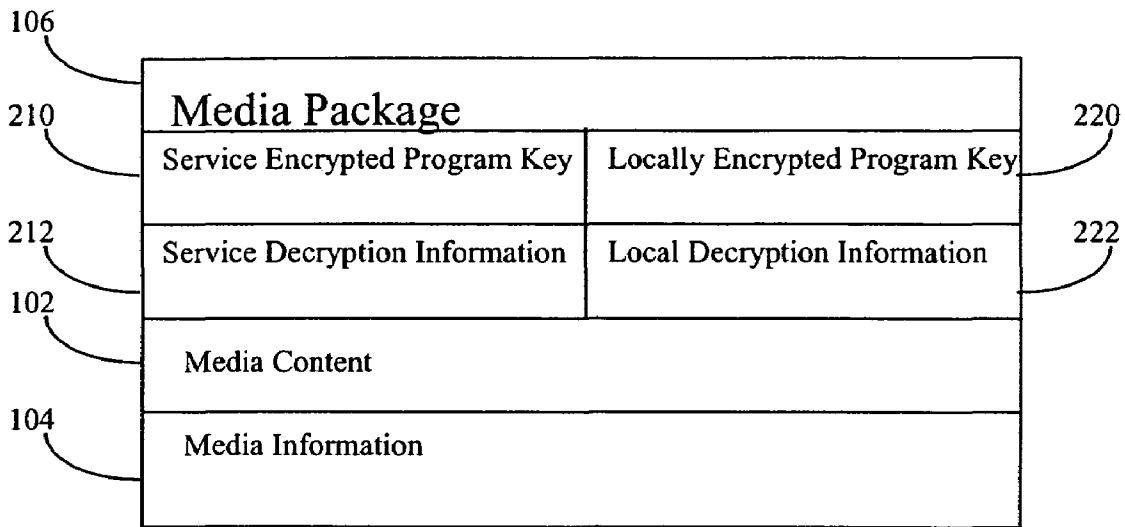 106
Media Package
210
220
Service Encrypted Program Key
Locally Encrypted Program Key
212
222
Service Decryption Information
Local Decryption Information
102
Media Content
104
Media Information